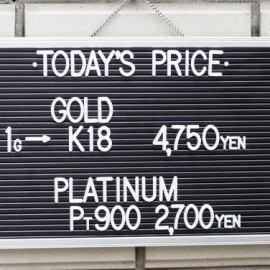 ·TODAY'S PRICE·
GOLD
1G→ K18 4,750YEN
PLATINUM
PT900 2,700YEN